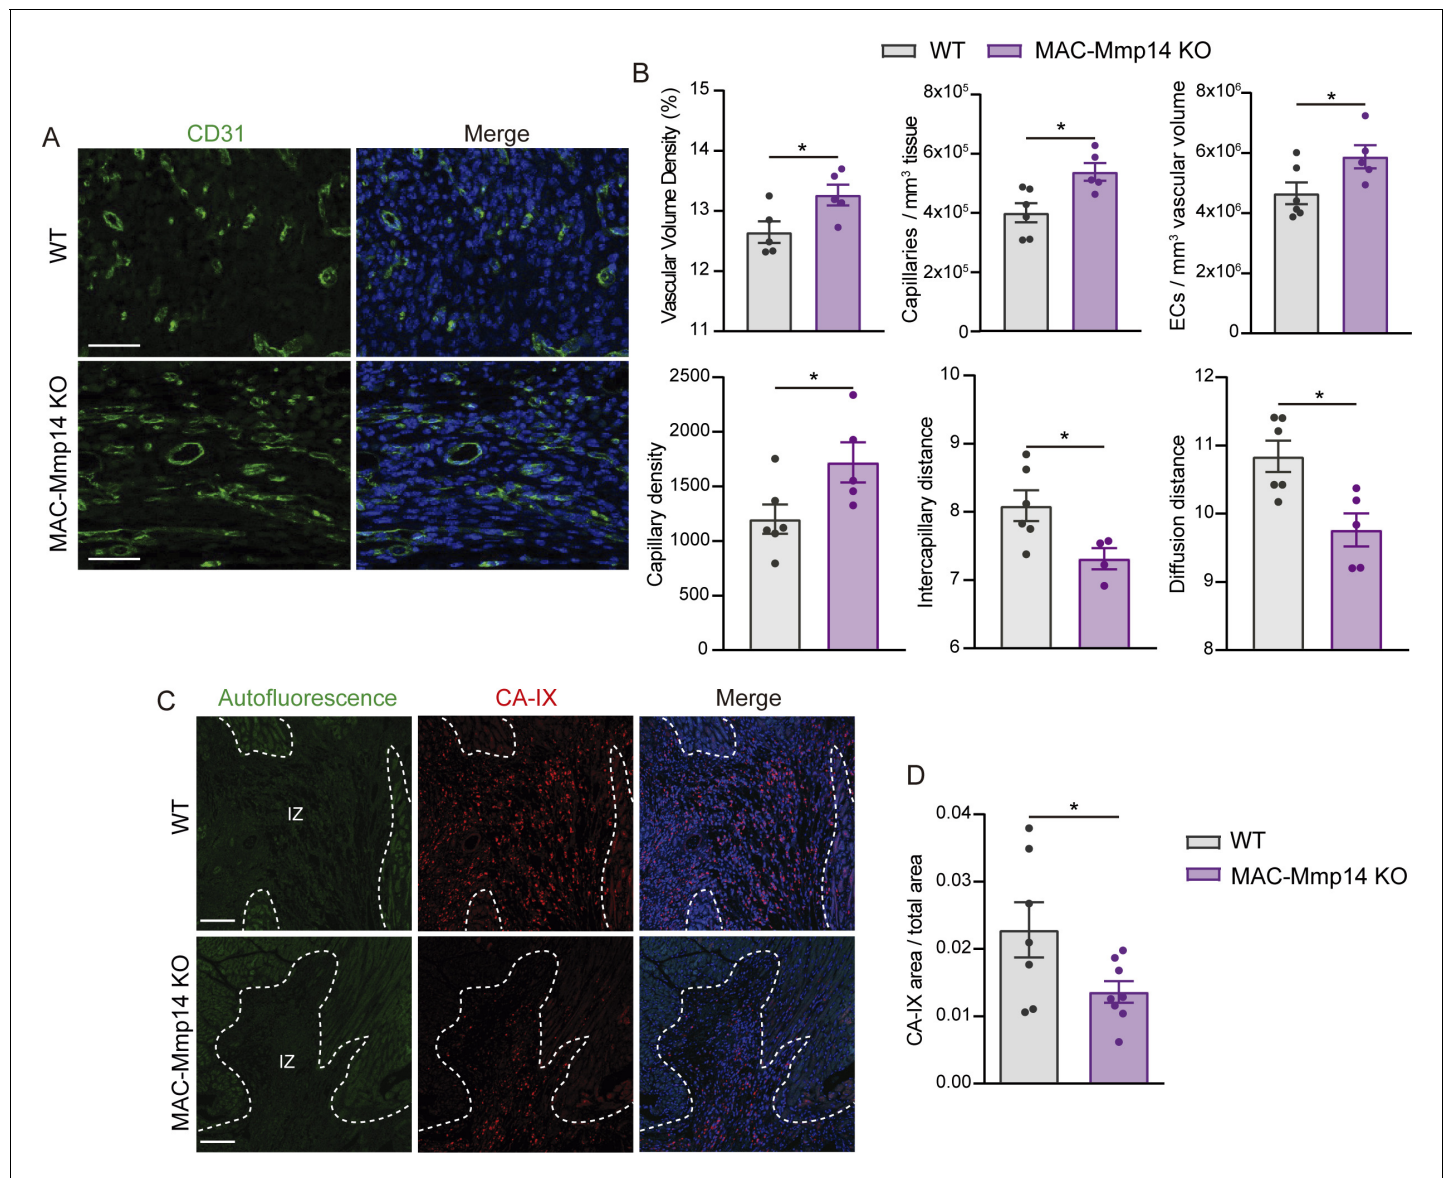 WT MAC-Mmp14 KO
A
CD31 Merge
WT
MAC-Mmp14 KO
B
Vascular Volume Density (%)
15
14
13
12
11
*
Capillaries / mm³ tissue
8x10⁵
6x10⁵
4x10⁵
2x10⁵
0
*
ECs / mm³ vascular volume
8x10⁶
6x10⁶
4x10⁶
2x10⁶
0
*
Capillary density
2500
2000
1500
1000
500
0
*
Intercapillary distance
10
9
8
7
6
*
Diffusion distance
12
11
10
9
8
*
C
Autofluorescence CA-IX Merge
WT
IZ
MAC-Mmp14 KO
IZ
D
CA-IX area / total area
0.04
0.03
0.02
0.01
0.00
*
WT
MAC-Mmp14 KO